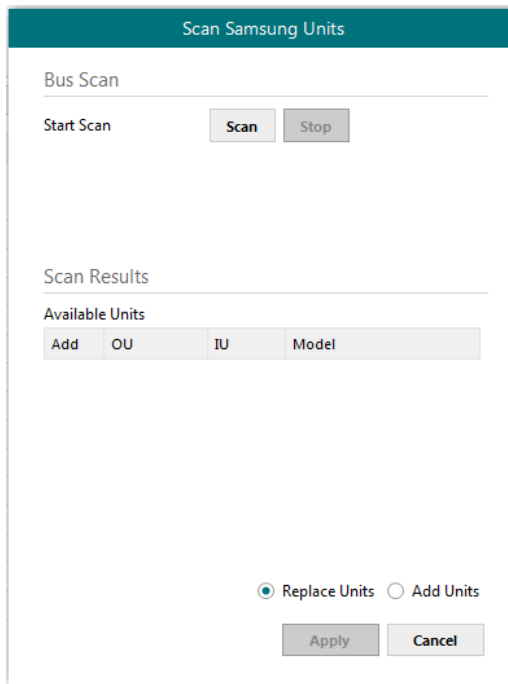 Scan Samsung Units
Bus Scan
Start Scan Scan Stop
Scan Results
Available Units
Add OU IU Model
Replace Units Add Units
Apply Cancel